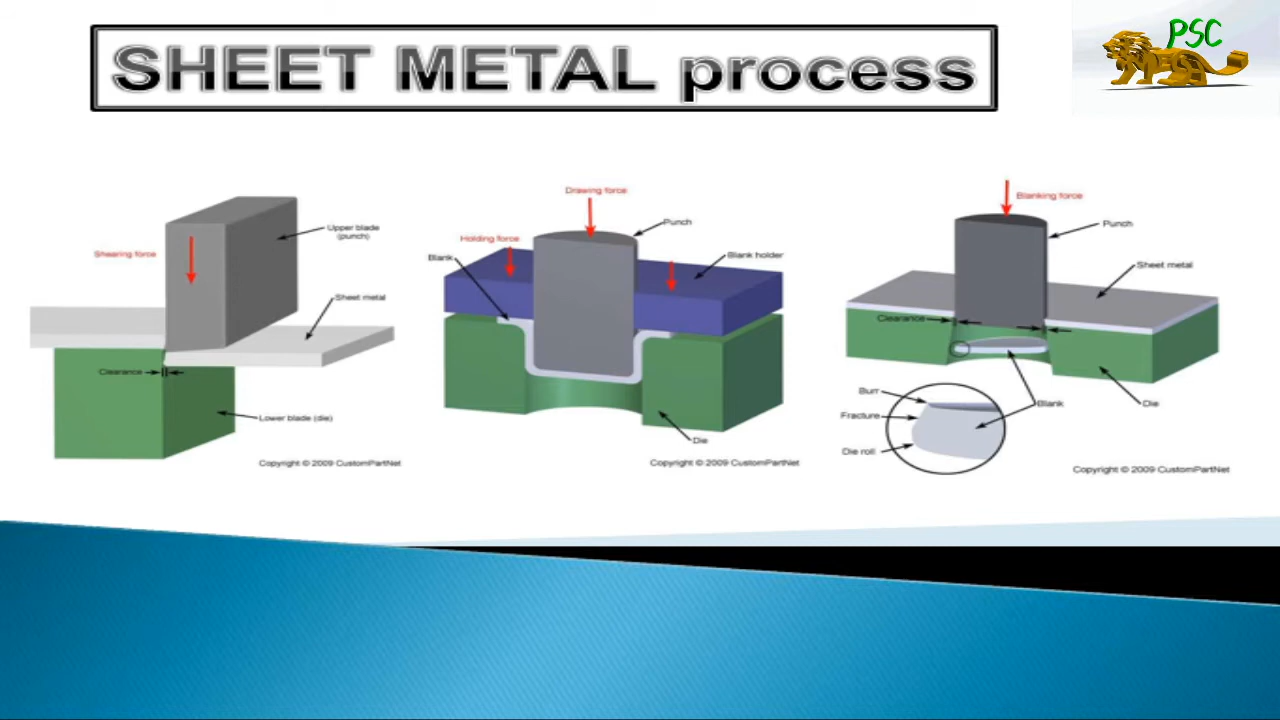 SHEET METAL process
PSC
Shearing force
Upper blade
(punch)
Sheet metal
Clearance
Lower blade (die)
Copyright © 2009 CustomPartNet
Drawing force
Punch
Holding force
Blank
Blank holder
Die
Copyright © 2009 CustomPartNet
Blanking force
Punch
Sheet metal
Clearance
Burr
Fracture
Die roll
Blank
Die
Copyright © 2009 CustomPartNet